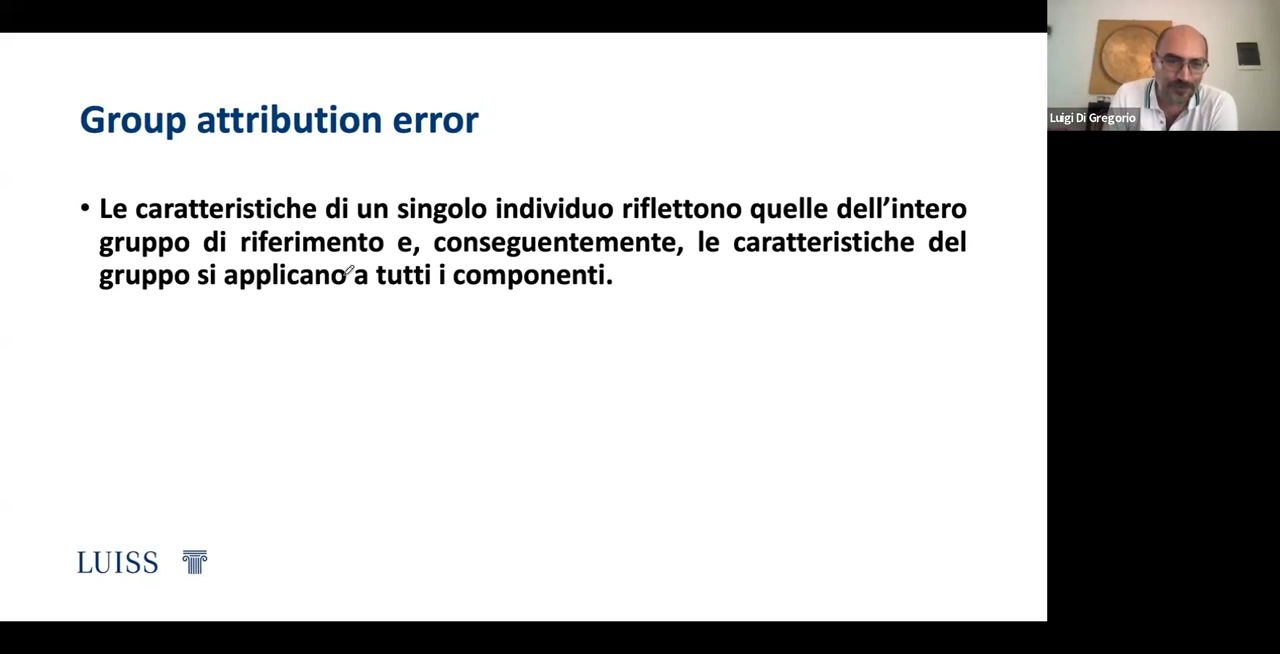 Group attribution error
• Le caratteristiche di un singolo individuo riflettono quelle dell’intero
gruppo di riferimento e, conseguentemente, le caratteristiche del
gruppo si applicano a tutti i componenti.
LUISS
Luigi Di Gregorio